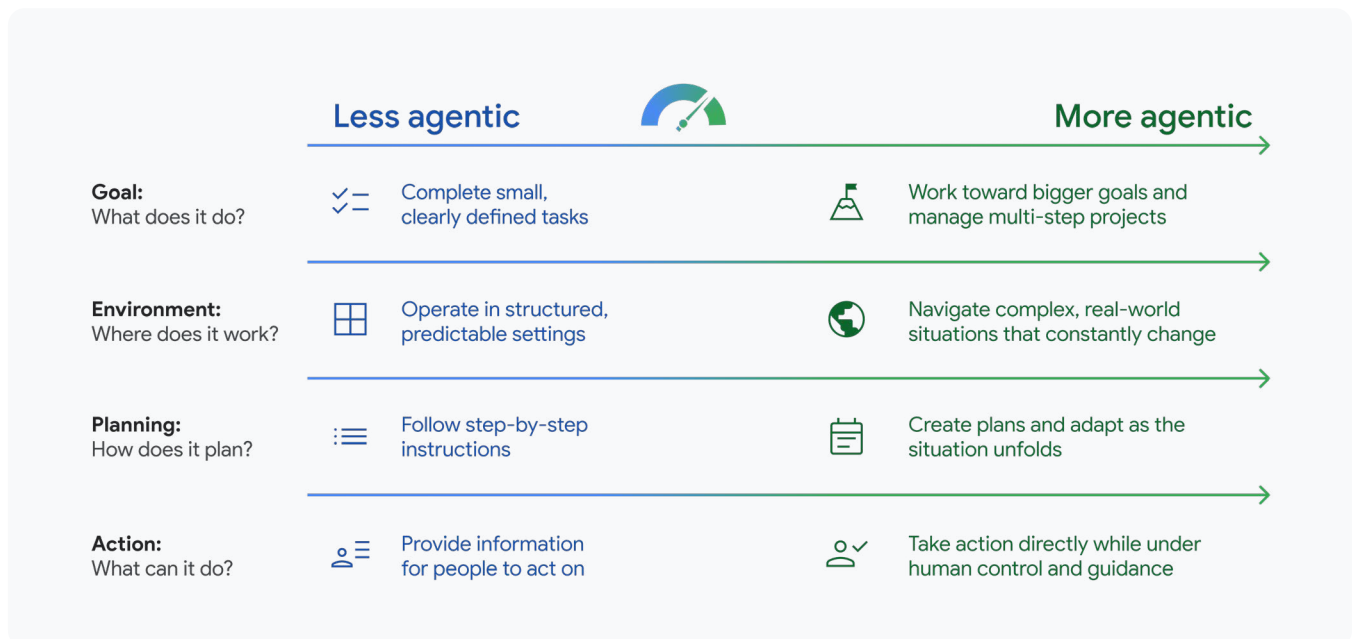 Less agentic
More agentic
Goal:
What does it do?
Complete small,
clearly defined tasks
Work toward bigger goals and
manage multi-step projects
Environment:
Where does it work?
Operate in structured,
predictable settings
Navigate complex, real-world
situations that constantly change
Planning:
How does it plan?
Follow step-by-step
instructions
Create plans and adapt as the
situation unfolds
Action:
What can it do?
Provide information
for people to act on
Take action directly while under
human control and guidance